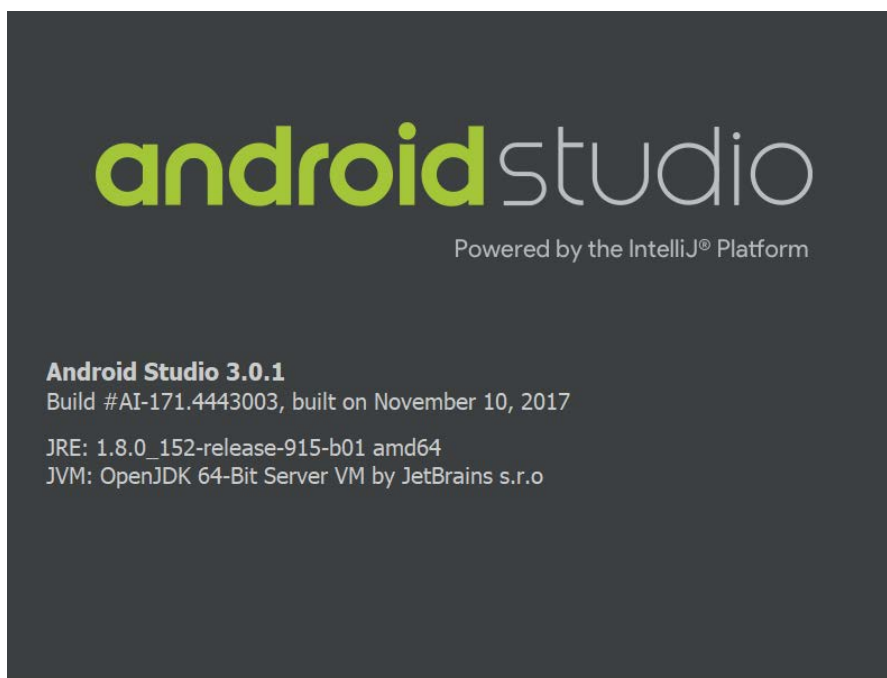 androidstudio
Powered by the IntelliJ® Platform
Android Studio 3.0.1
Build #AI-171.4443003, built on November 10, 2017
JRE: 1.8.0_152-release-915-b01 amd64
JVM: OpenJDK 64-Bit Server VM by JetBrains s.r.o